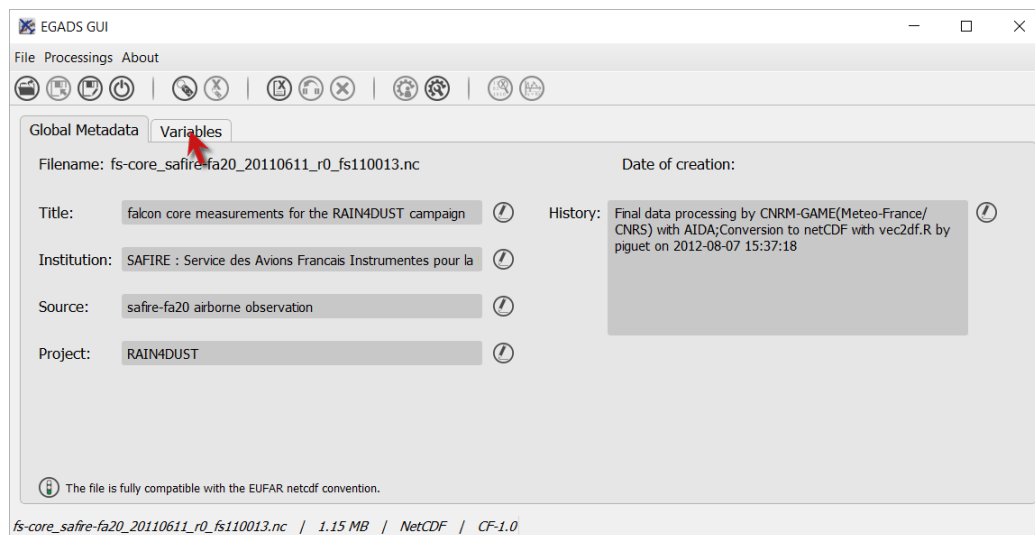 EGADS GUI
File Processings About
Global Metadata Variables
Filename: fs-core_safire-fa20_20110611_r0_fs110013.nc
Date of creation:
Title: falcon core measurements for the RAIN4DUST campaign
History: Final data processing by CNRM-GAME(Meteo-France/
CNRS) with AIDA;Conversion to netCDF with vec2df.R by
piguet on 2012-08-07 15:37:18
Institution: SAFIRE : Service des Avions Francais Instrumentes pour la
Source: safire-fa20 airborne observation
Project: RAIN4DUST
The file is fully compatible with the EUFAR netcdf convention.
fs-core_safire-fa20_20110611_r0_fs110013.nc / 1.15 MB / NetCDF / CF-1.0